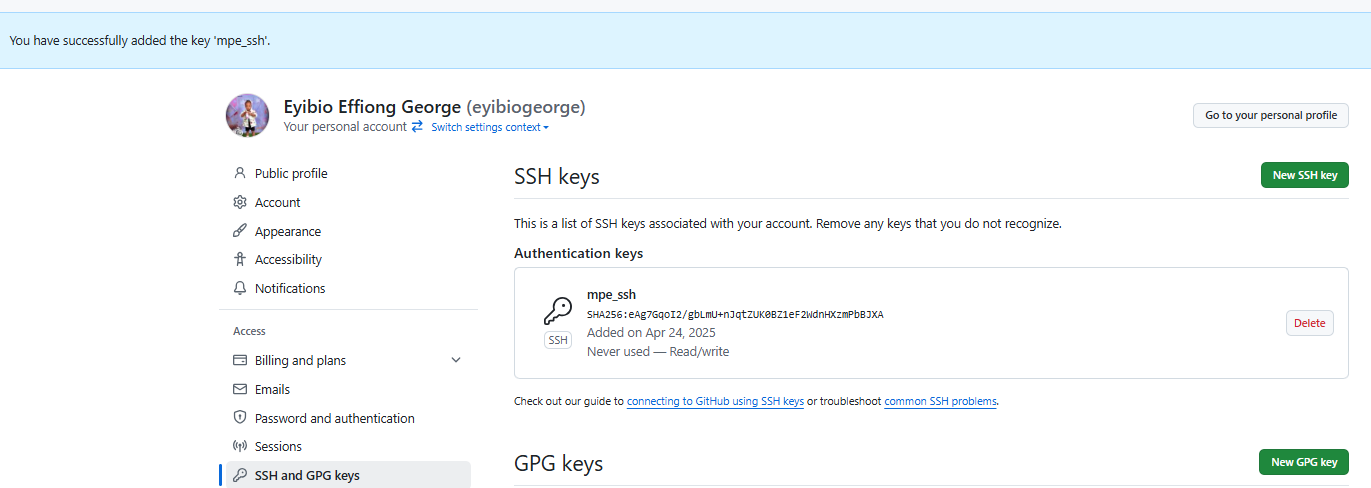 You have successfully added the key 'mpe_ssh'.
Eyibio Effiong George (eyibiogeorge)
Your personal account Switch settings context
Go to your personal profile
Public profile
Account
Appearance
Accessibility
Notifications
Access
Billing and plans
Emails
Password and authentication
Sessions
SSH and GPG keys
SSH keys
New SSH key
This is a list of SSH keys associated with your account. Remove any keys that you do not recognize.
Authentication keys
mpe_ssh
SHA256:eAg7GqoI2/gbLmU+nJqtZUK0BZ1eF2WdnHXzmPbBJXA
Added on Apr 24, 2025
Never used — Read/write
SSH
Delete
Check out our guide to connecting to GitHub using SSH keys or troubleshoot common SSH problems.
GPG keys
New GPG key